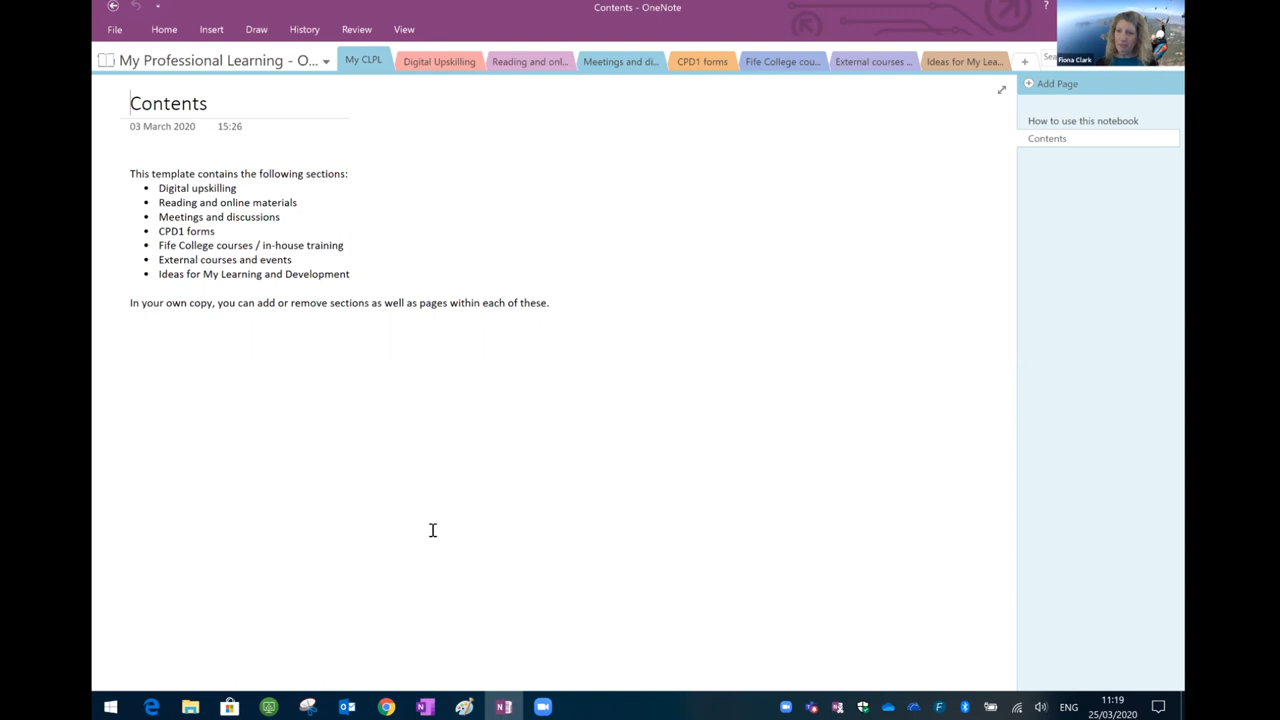 Contents - OneNote
?
File Home Insert Draw History Review View
Fiona Clark
My Professional Learning - O...
My CLPL
Digital Upskilling
Reading and onl...
Meetings and di...
CPD1 forms
Fife College cou...
External courses ...
Ideas for My Lea...
Sea
Add Page
How to use this notebook
Contents
Contents
03 March 2020 15:26
This template contains the following sections:
• Digital upskilling
• Reading and online materials
• Meetings and discussions
• CPD1 forms
• Fife College courses / in-house training
• External courses and events
• Ideas for My Learning and Development
In your own copy, you can add or remove sections as well as pages within each of these.
ENG
11:19
25/03/2020